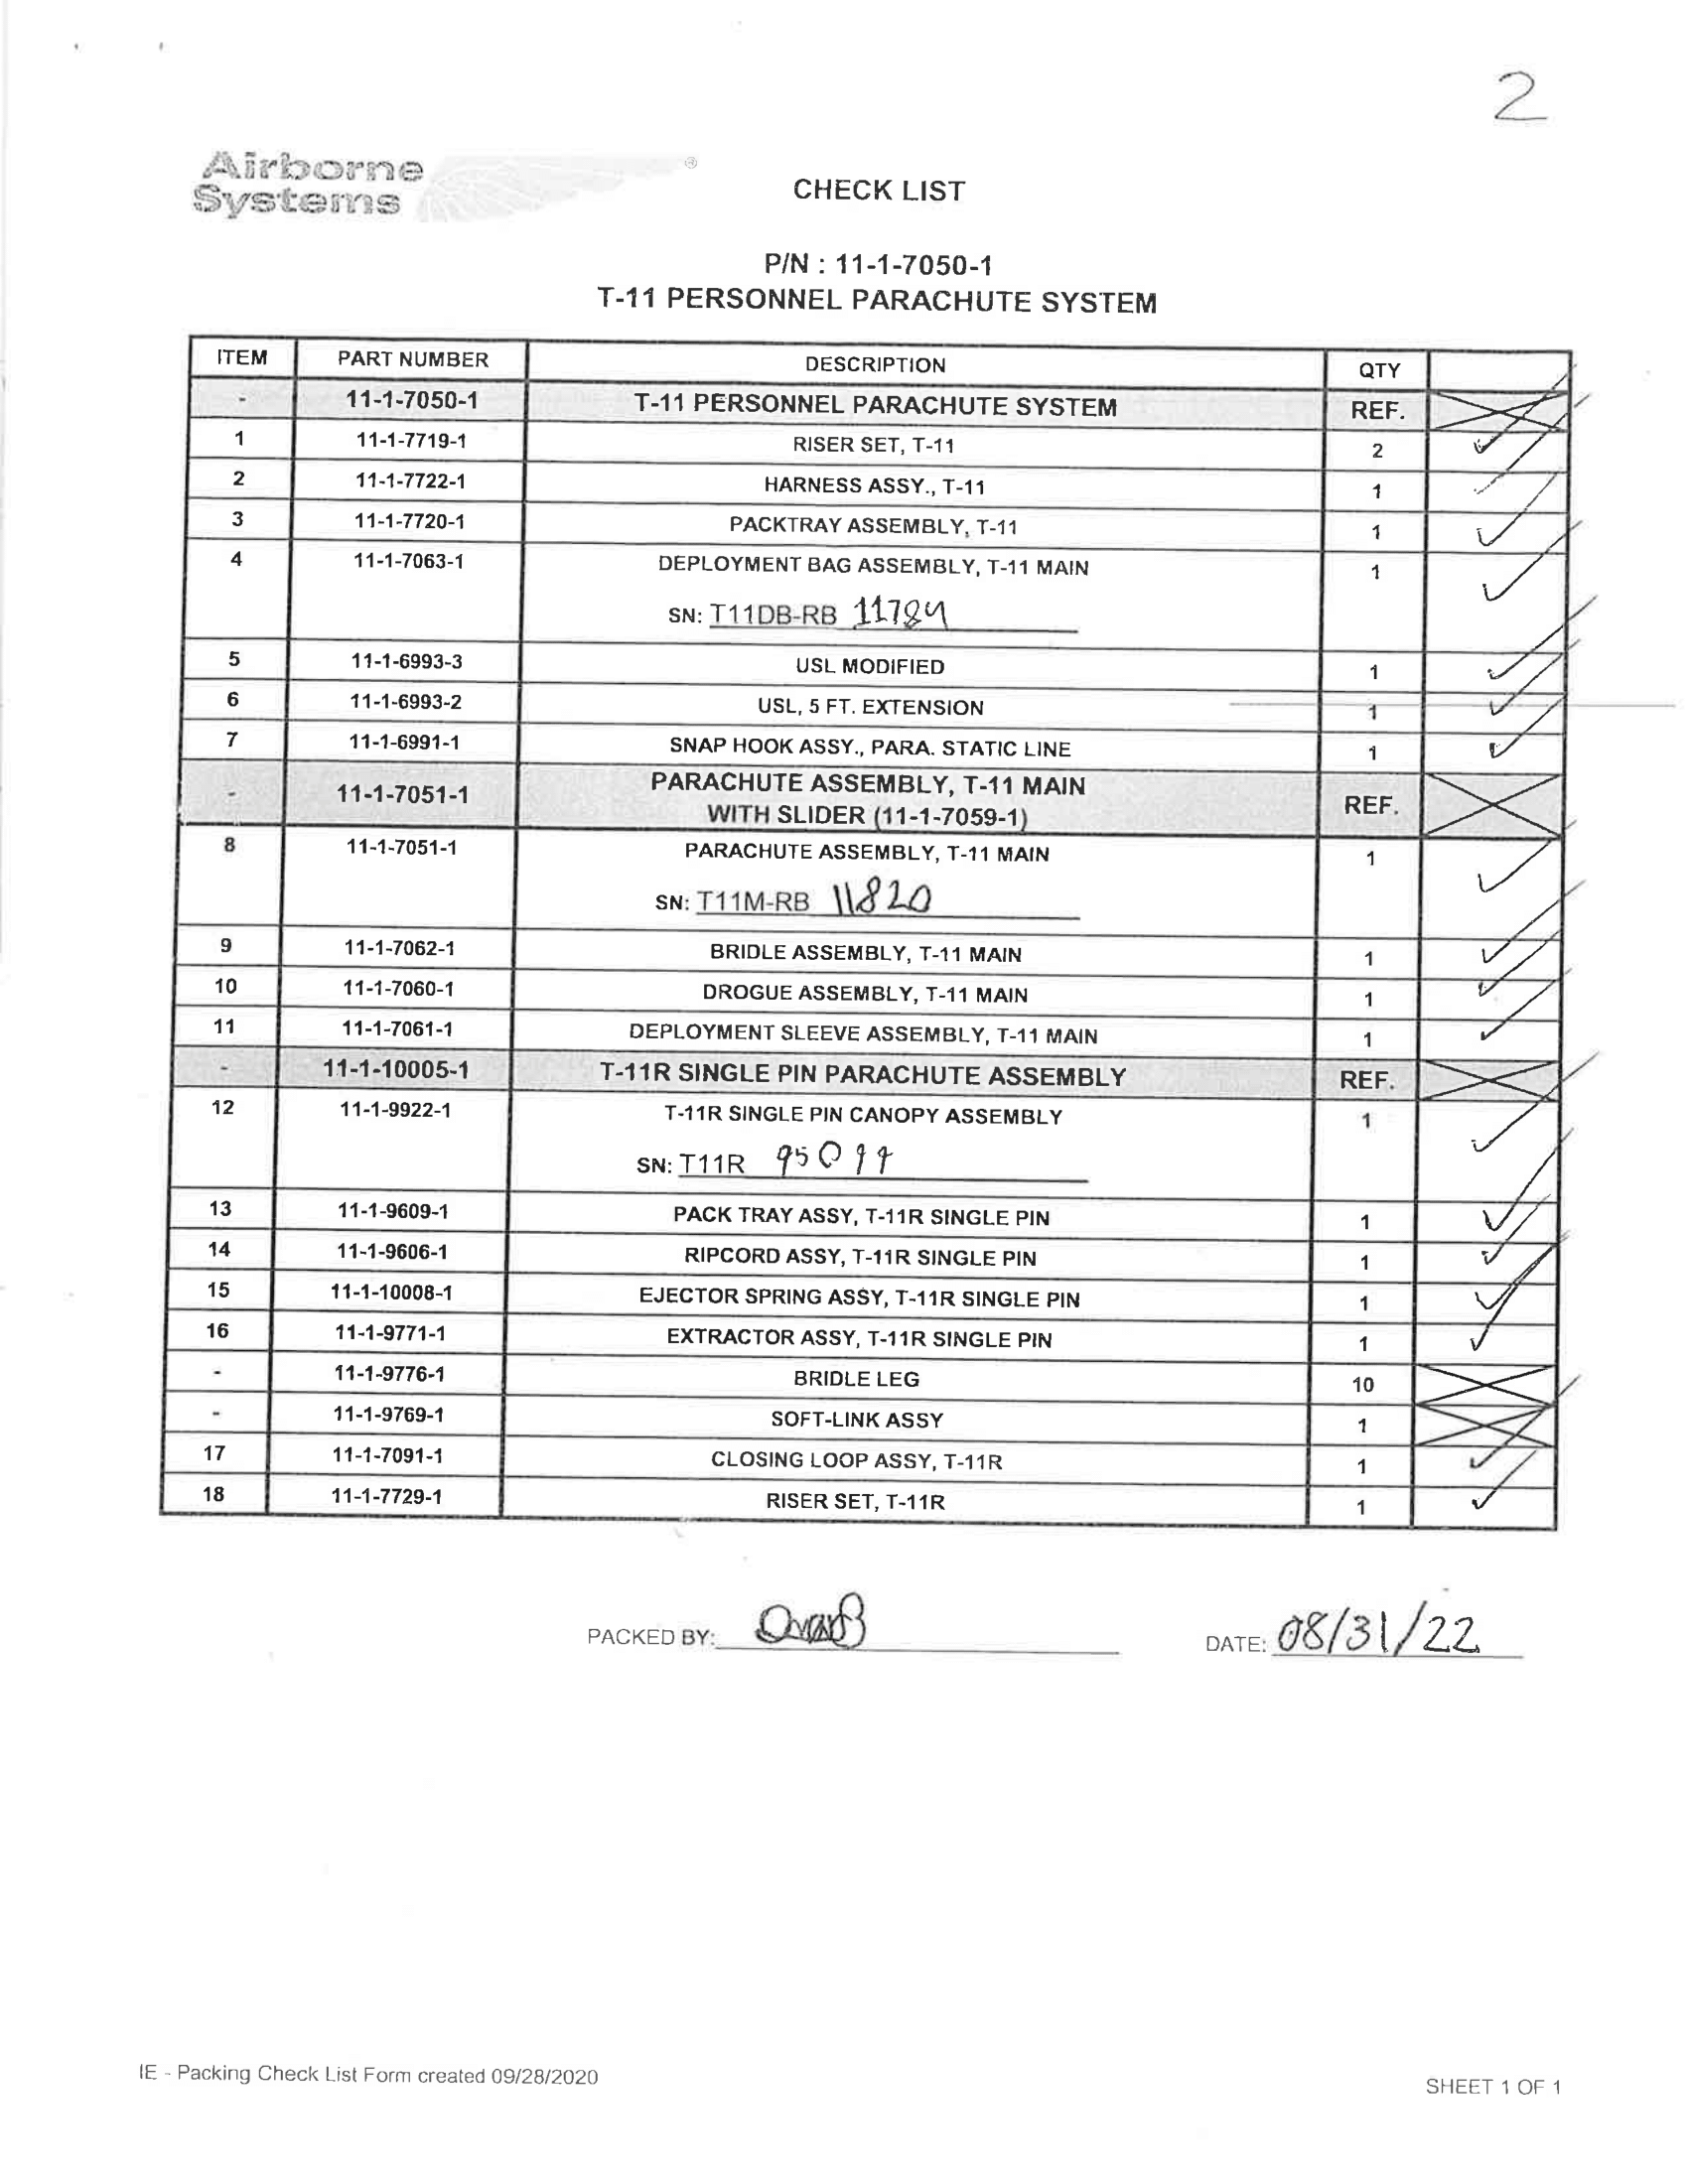 2
Airborne
Systems ®
CHECK LIST
P/N : 11-1-7050-1
T-11 PERSONNEL PARACHUTE SYSTEM
ITEM PART NUMBER DESCRIPTION QTY
- 11-1-7050-1 T-11 PERSONNEL PARACHUTE SYSTEM REF.
1 11-1-7719-1 RISER SET, T-11 2
2 11-1-7722-1 HARNESS ASSY., T-11 1
3 11-1-7720-1 PACKTRAY ASSEMBLY, T-11 1
4 11-1-7063-1 DEPLOYMENT BAG ASSEMBLY, T-11 MAIN 1
SN: T11DB-RB 11784
5 11-1-6993-3 USL MODIFIED 1
6 11-1-6993-2 USL, 5 FT. EXTENSION 1
7 11-1-6991-1 SNAP HOOK ASSY., PARA. STATIC LINE 1
- 11-1-7051-1 PARACHUTE ASSEMBLY, T-11 MAIN
WITH SLIDER (11-1-7059-1) REF.
8 11-1-7051-1 PARACHUTE ASSEMBLY, T-11 MAIN 1
SN: T11M-RB 11820
9 11-1-7062-1 BRIDLE ASSEMBLY, T-11 MAIN 1
10 11-1-7060-1 DROGUE ASSEMBLY, T-11 MAIN 1
11 11-1-7061-1 DEPLOYMENT SLEEVE ASSEMBLY, T-11 MAIN 1
- 11-1-10005-1 T-11R SINGLE PIN PARACHUTE ASSEMBLY REF.
12 11-1-9922-1 T-11R SINGLE PIN CANOPY ASSEMBLY 1
SN: T11R
13 11-1-9609-1 PACK TRAY ASSY, T-11R SINGLE PIN 1
14 11-1-9606-1 RIPCORD ASSY, T-11R SINGLE PIN 1
15 11-1-10008-1 EJECTOR SPRING ASSY, T-11R SINGLE PIN 1
16 11-1-9771-1 EXTRACTOR ASSY, T-11R SINGLE PIN 1
- 11-1-9776-1 BRIDLE LEG 10
- 11-1-9769-1 SOFT-LINK ASSY 1
17 11-1-7091-1 CLOSING LOOP ASSY, T-11R 1
18 11-1-7729-1 RISER SET, T-11R 1
PACKED BY: DATE: 08/31/22
IE - Packing Check List Form created 09/28/2020
SHEET 1 OF 1